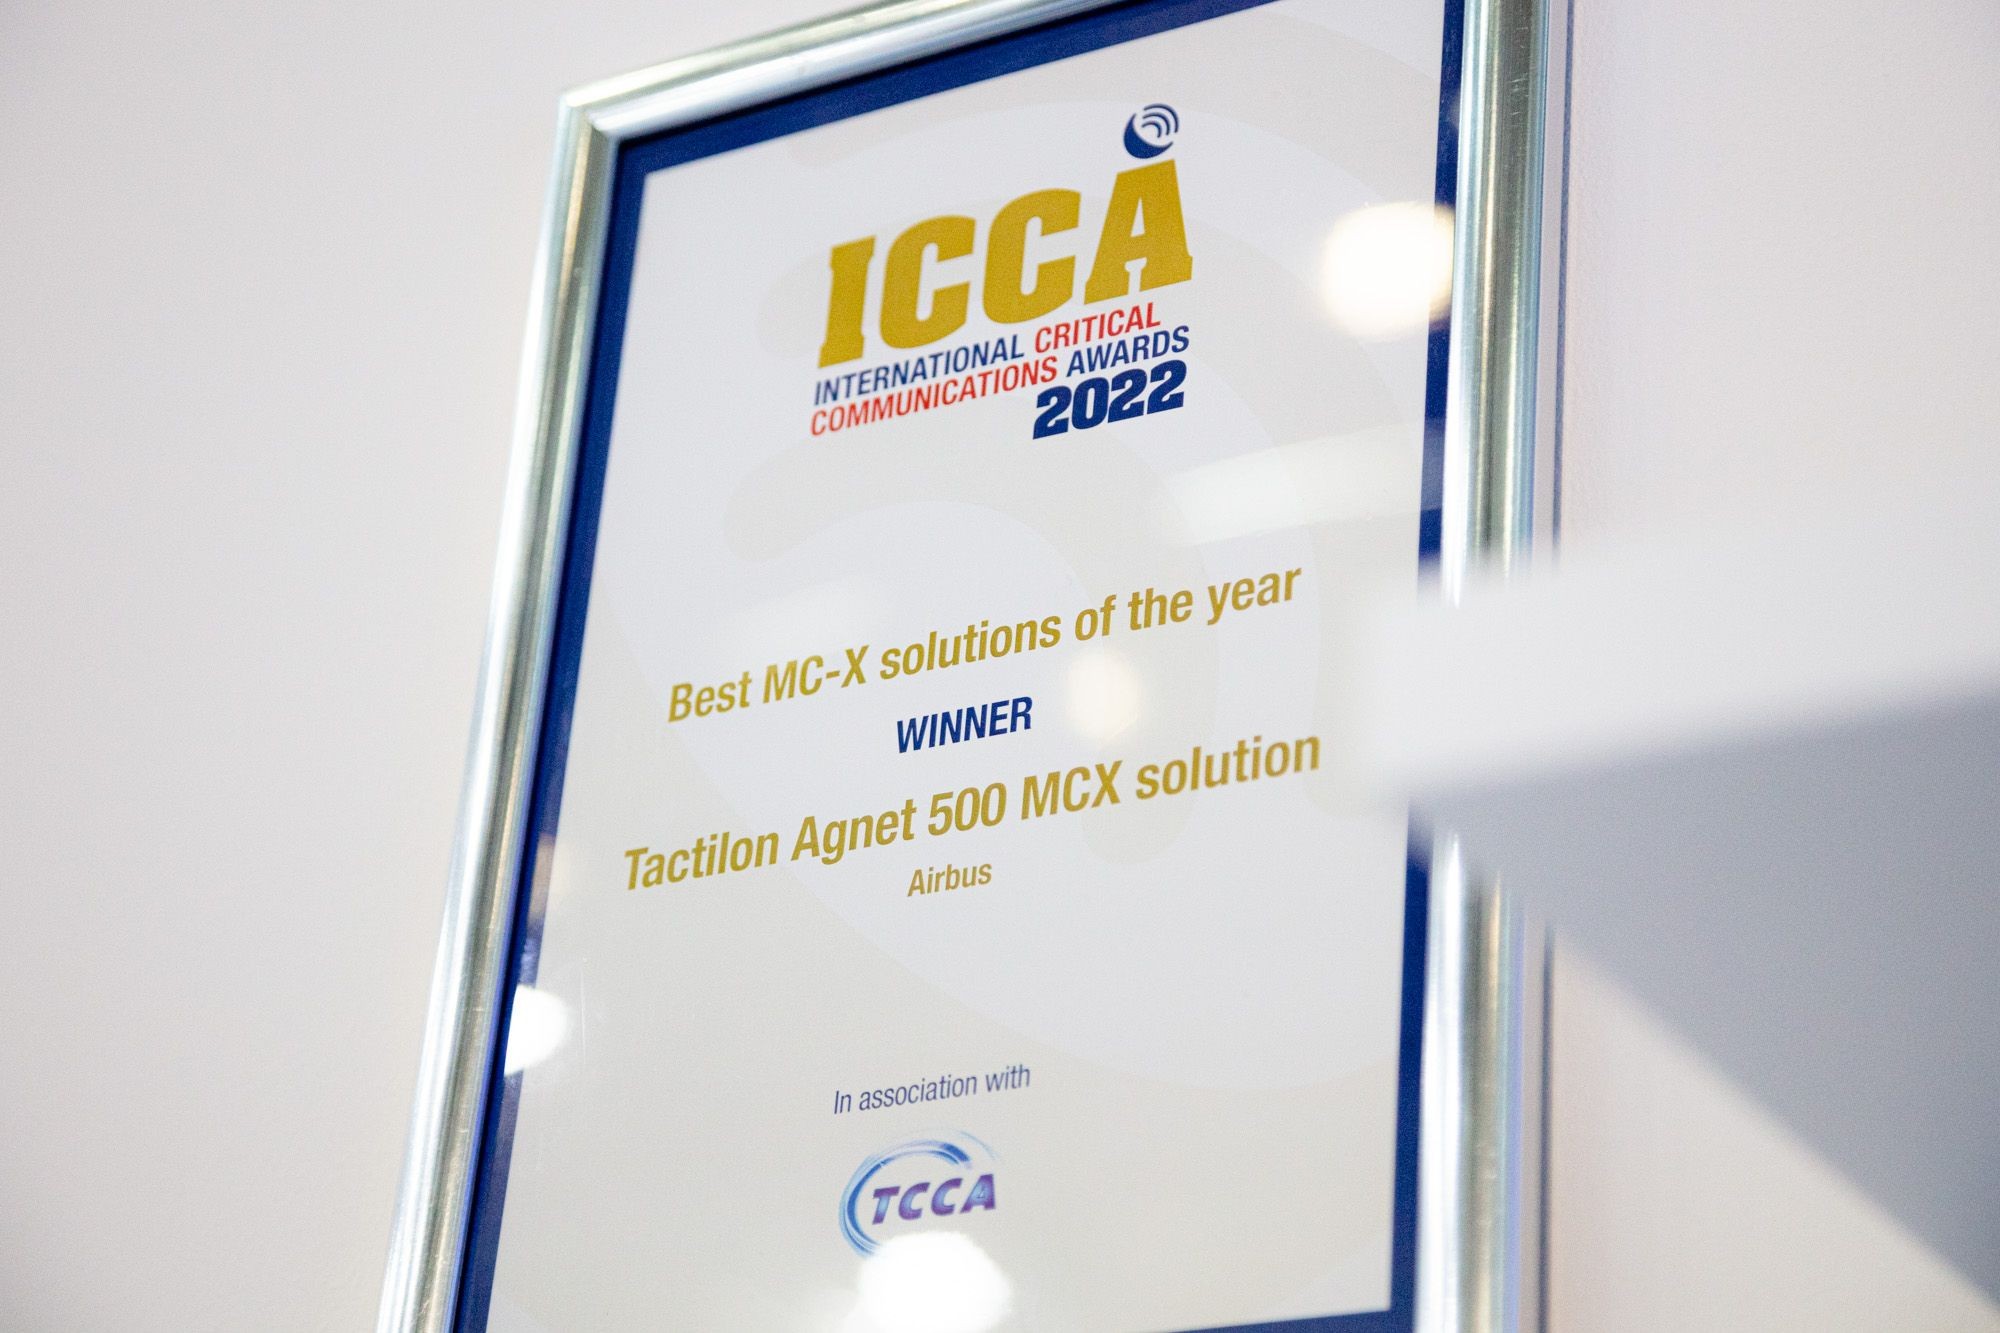 ICCA
INTERNATIONAL CRITICAL
COMMUNICATIONS AWARDS
2022
Best MC-X solutions of the year
WINNER
Tactilon Agnet 500 MCX solution
Airbus
In association with
TCCA